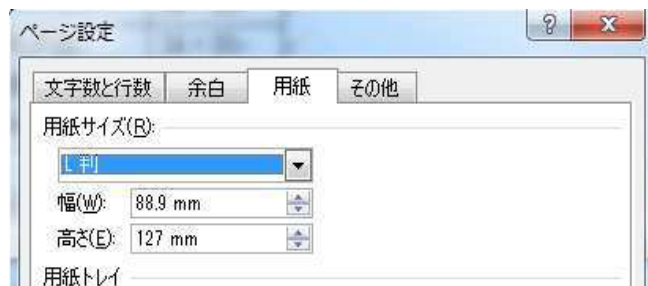 ページ設定
文字数と行数 余白 用紙 その他
用紙サイズ(R):
L 判
幅(W): 88.9 mm
高さ(E): 127 mm
用紙トレイ